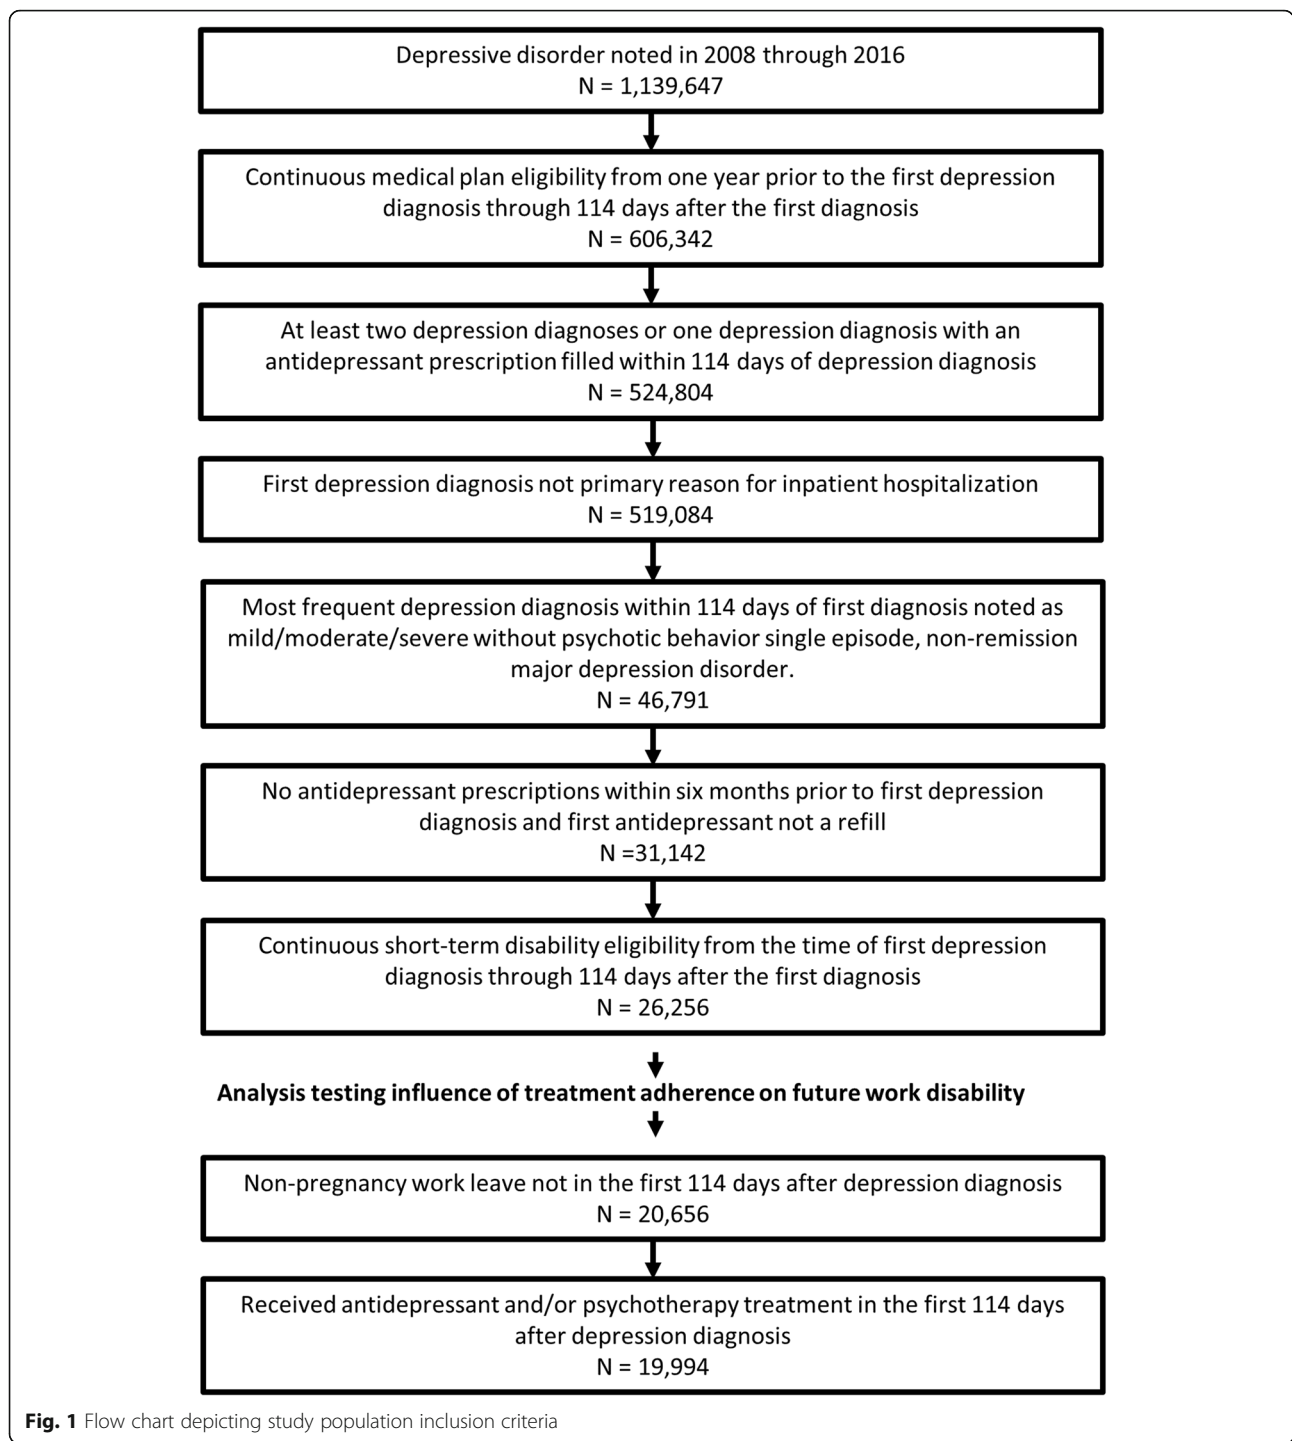 Depressive disorder noted in 2008 through 2016
N = 1,139,647
Continuous medical plan eligibility from one year prior to the first depression
diagnosis through 114 days after the first diagnosis
N = 606,342
At least two depression diagnoses or one depression diagnosis with an
antidepressant prescription filled within 114 days of depression diagnosis
N = 524,804
First depression diagnosis not primary reason for inpatient hospitalization
N = 519,084
Most frequent depression diagnosis within 114 days of first diagnosis noted as
mild/moderate/severe without psychotic behavior single episode, non-remission
major depression disorder.
N = 46,791
No antidepressant prescriptions within six months prior to first depression
diagnosis and first antidepressant not a refill
N =31,142
Continuous short-term disability eligibility from the time of first depression
diagnosis through 114 days after the first diagnosis
N = 26,256
Analysis testing influence of treatment adherence on future work disability
Non-pregnancy work leave not in the first 114 days after depression diagnosis
N = 20,656
Received antidepressant and/or psychotherapy treatment in the first 114 days
after depression diagnosis
N = 19,994
Fig. 1 Flow chart depicting study population inclusion criteria